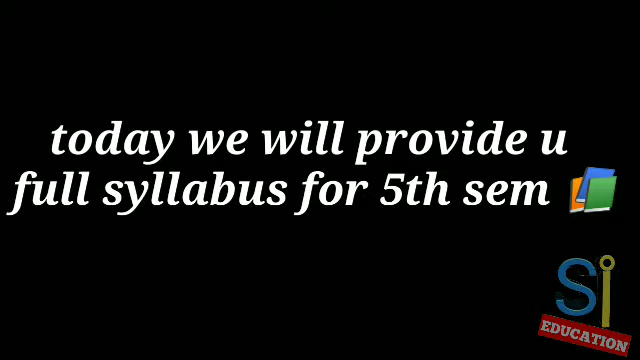 today we will provide u
full syllabus for 5th sem 📚
Si
EDUCATION